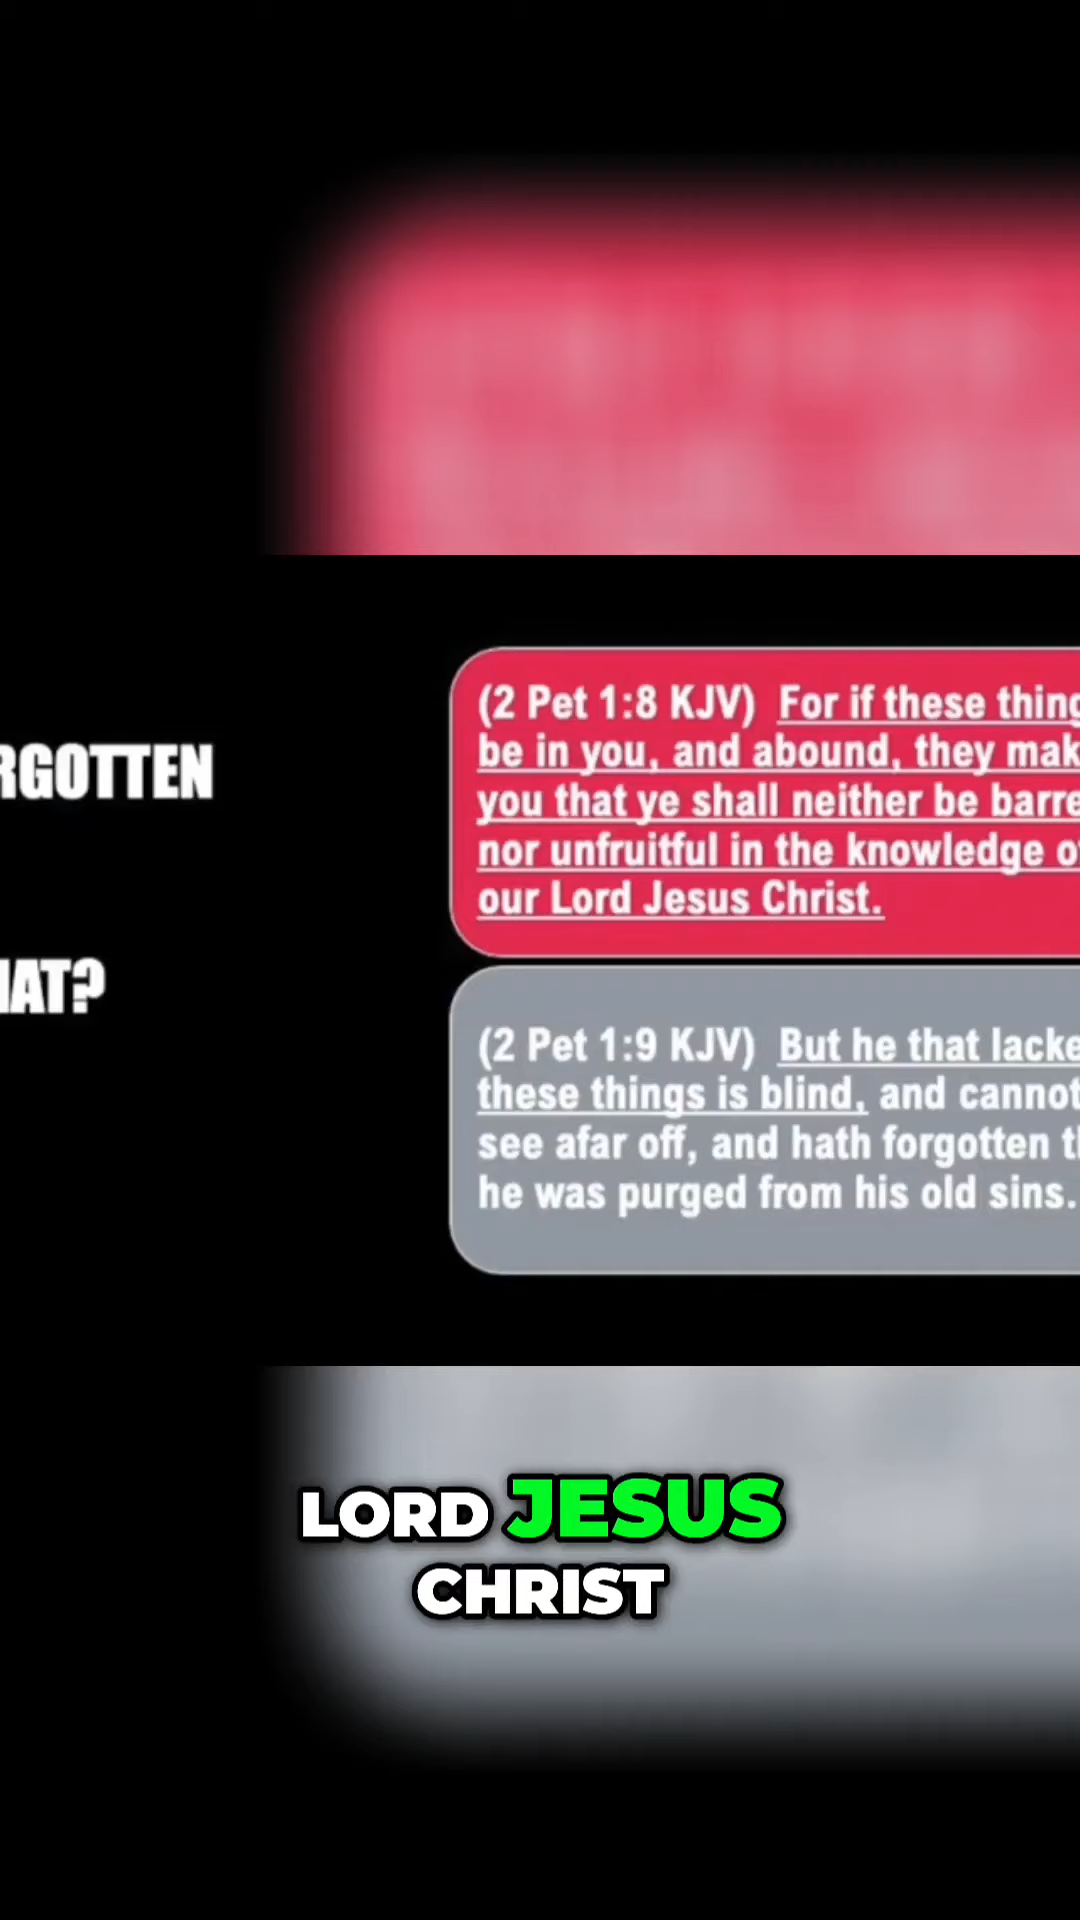 RGOTTEN
HAT?
(2 Pet 1:8 KJV) For if these thing
be in you, and abound, they mak
you that ye shall neither be barre
nor unfruitful in the knowledge of
our Lord Jesus Christ.
(2 Pet 1:9 KJV) But he that lacke
these things is blind, and cannot
see afar off, and hath forgotten th
he was purged from his old sins.
LORD JESUS
CHRIST